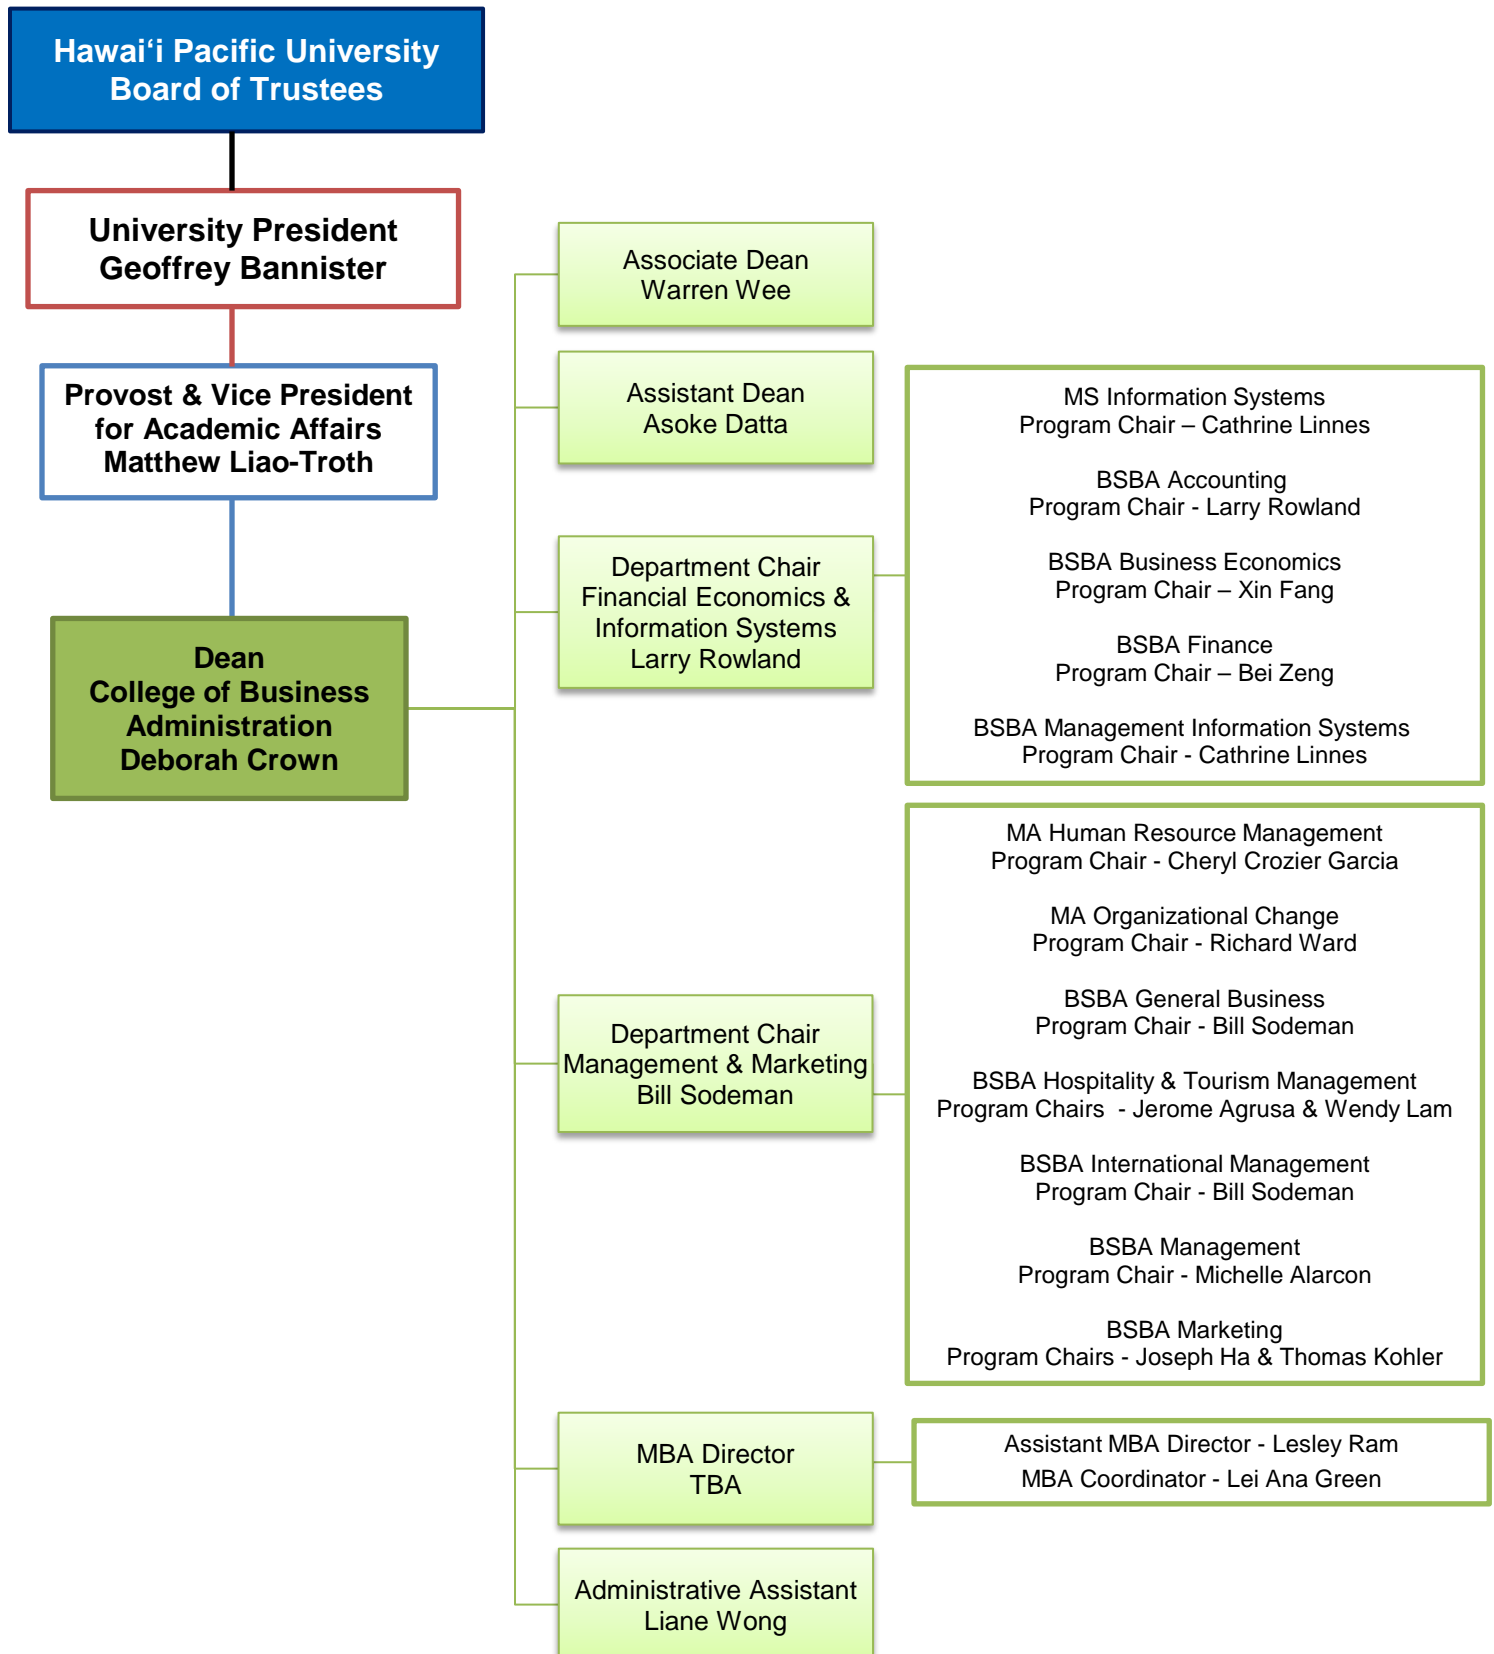 Hawaiʻi Pacific University
Board of Trustees
University President
Geoffrey Bannister
Provost & Vice President
for Academic Affairs
Matthew Liao-Troth
Dean
College of Business
Administration
Deborah Crown
Associate Dean
Warren Wee
Assistant Dean
Asoke Datta
Department Chair
Financial Economics &
Information Systems
Larry Rowland
MS Information Systems
Program Chair – Cathrine Linnes
BSBA Accounting
Program Chair - Larry Rowland
BSBA Business Economics
Program Chair – Xin Fang
BSBA Finance
Program Chair – Bei Zeng
BSBA Management Information Systems
Program Chair - Cathrine Linnes
Department Chair
Management & Marketing
Bill Sodeman
MA Human Resource Management
Program Chair - Cheryl Crozier Garcia
MA Organizational Change
Program Chair - Richard Ward
BSBA General Business
Program Chair - Bill Sodeman
BSBA Hospitality & Tourism Management
Program Chairs  - Jerome Agrusa & Wendy Lam
BSBA International Management
Program Chair - Bill Sodeman
BSBA Management
Program Chair - Michelle Alarcon
BSBA Marketing
Program Chairs - Joseph Ha & Thomas Kohler
MBA Director
TBA
Assistant MBA Director - Lesley Ram
MBA Coordinator - Lei Ana Green
Administrative Assistant
Liane Wong